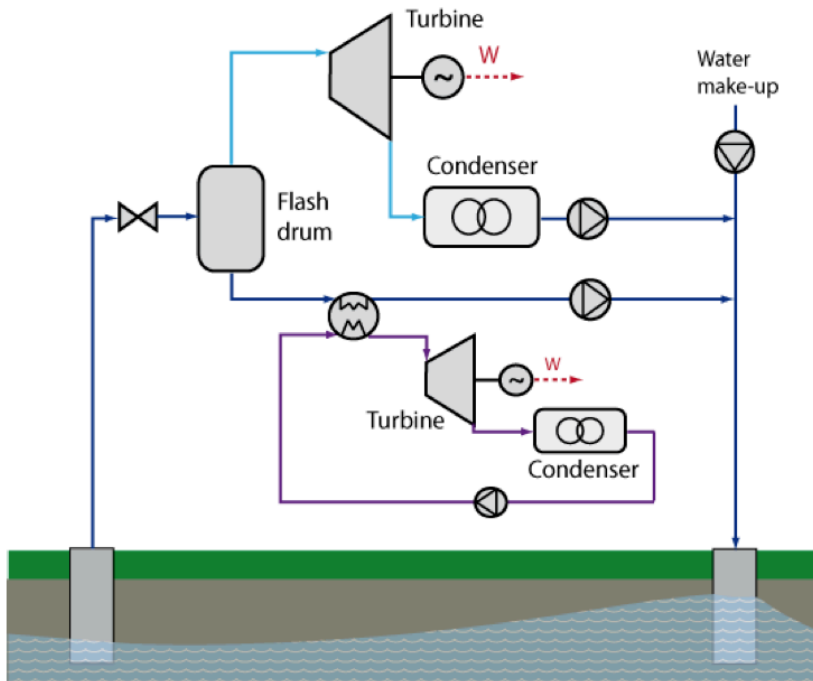 Turbine
W
Water
make-up
Condenser
~
Flash
drum
W
~
Turbine
Condenser